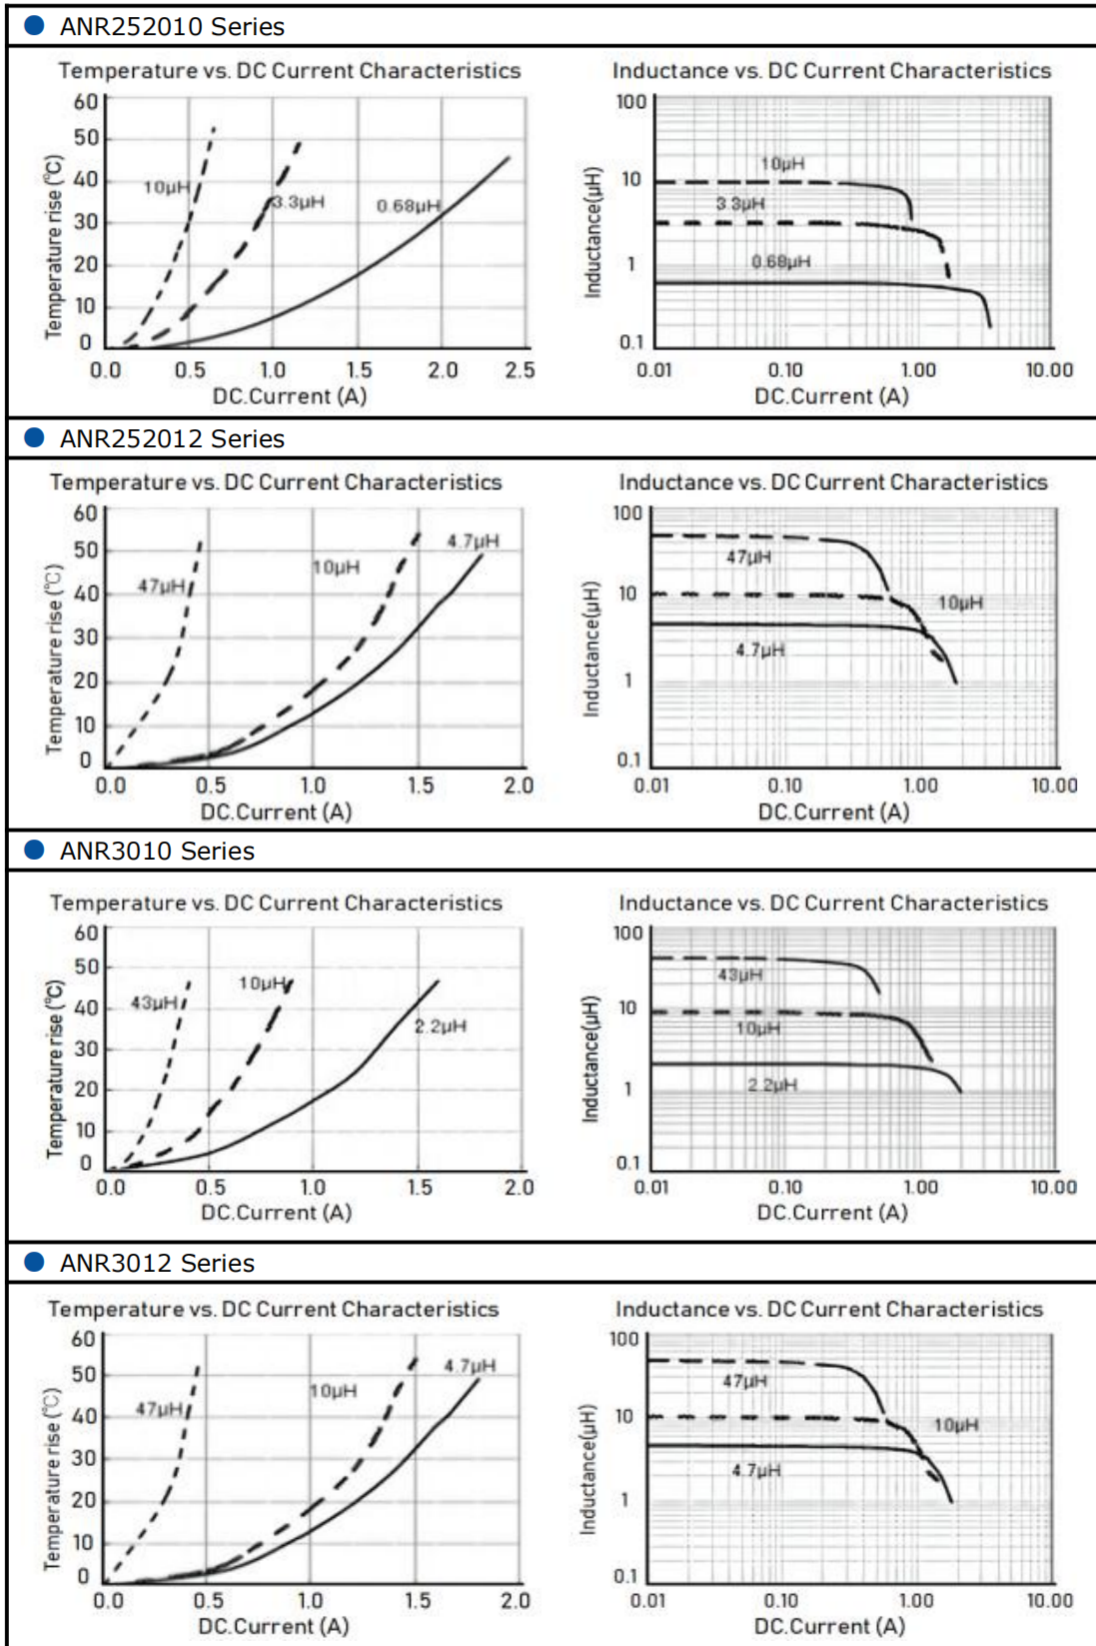 ANR252010 Series
Temperature vs. DC Current Characteristics
60
50
40
30
20
10
0
Temperature rise (℃)
10μH
3.3μH
0.68μH
0.0 0.5 1.0 1.5 2.0 2.5
DC.Current (A)
Inductance vs. DC Current Characteristics
100
10
1
0.1
Inductance(μH)
10μH
3.3μH
0.68μH
0.01 0.10 1.00 10.00
DC.Current (A)
ANR252012 Series
Temperature vs. DC Current Characteristics
60
50
40
30
20
10
0
Temperature rise (℃)
47μH
10μH
4.7μH
0.0 0.5 1.0 1.5 2.0
DC.Current (A)
Inductance vs. DC Current Characteristics
100
10
1
0.1
Inductance(μH)
47μH
10μH
4.7μH
0.01 0.10 1.00 10.00
DC.Current (A)
ANR3010 Series
Temperature vs. DC Current Characteristics
60
50
40
30
20
10
0
Temperature rise (℃)
43μH
10μH
2.2μH
0.0 0.5 1.0 1.5 2.0
DC.Current (A)
Inductance vs. DC Current Characteristics
100
10
1
0.1
Inductance(μH)
43μH
10μH
2.2μH
0.01 0.10 1.00 10.00
DC.Current (A)
ANR3012 Series
Temperature vs. DC Current Characteristics
60
50
40
30
20
10
0
Temperature rise (℃)
47μH
10μH
4.7μH
0.0 0.5 1.0 1.5 2.0
DC.Current (A)
Inductance vs. DC Current Characteristics
100
10
1
0.1
Inductance(μH)
47μH
10μH
4.7μH
0.01 0.10 1.00 10.00
DC.Current (A)